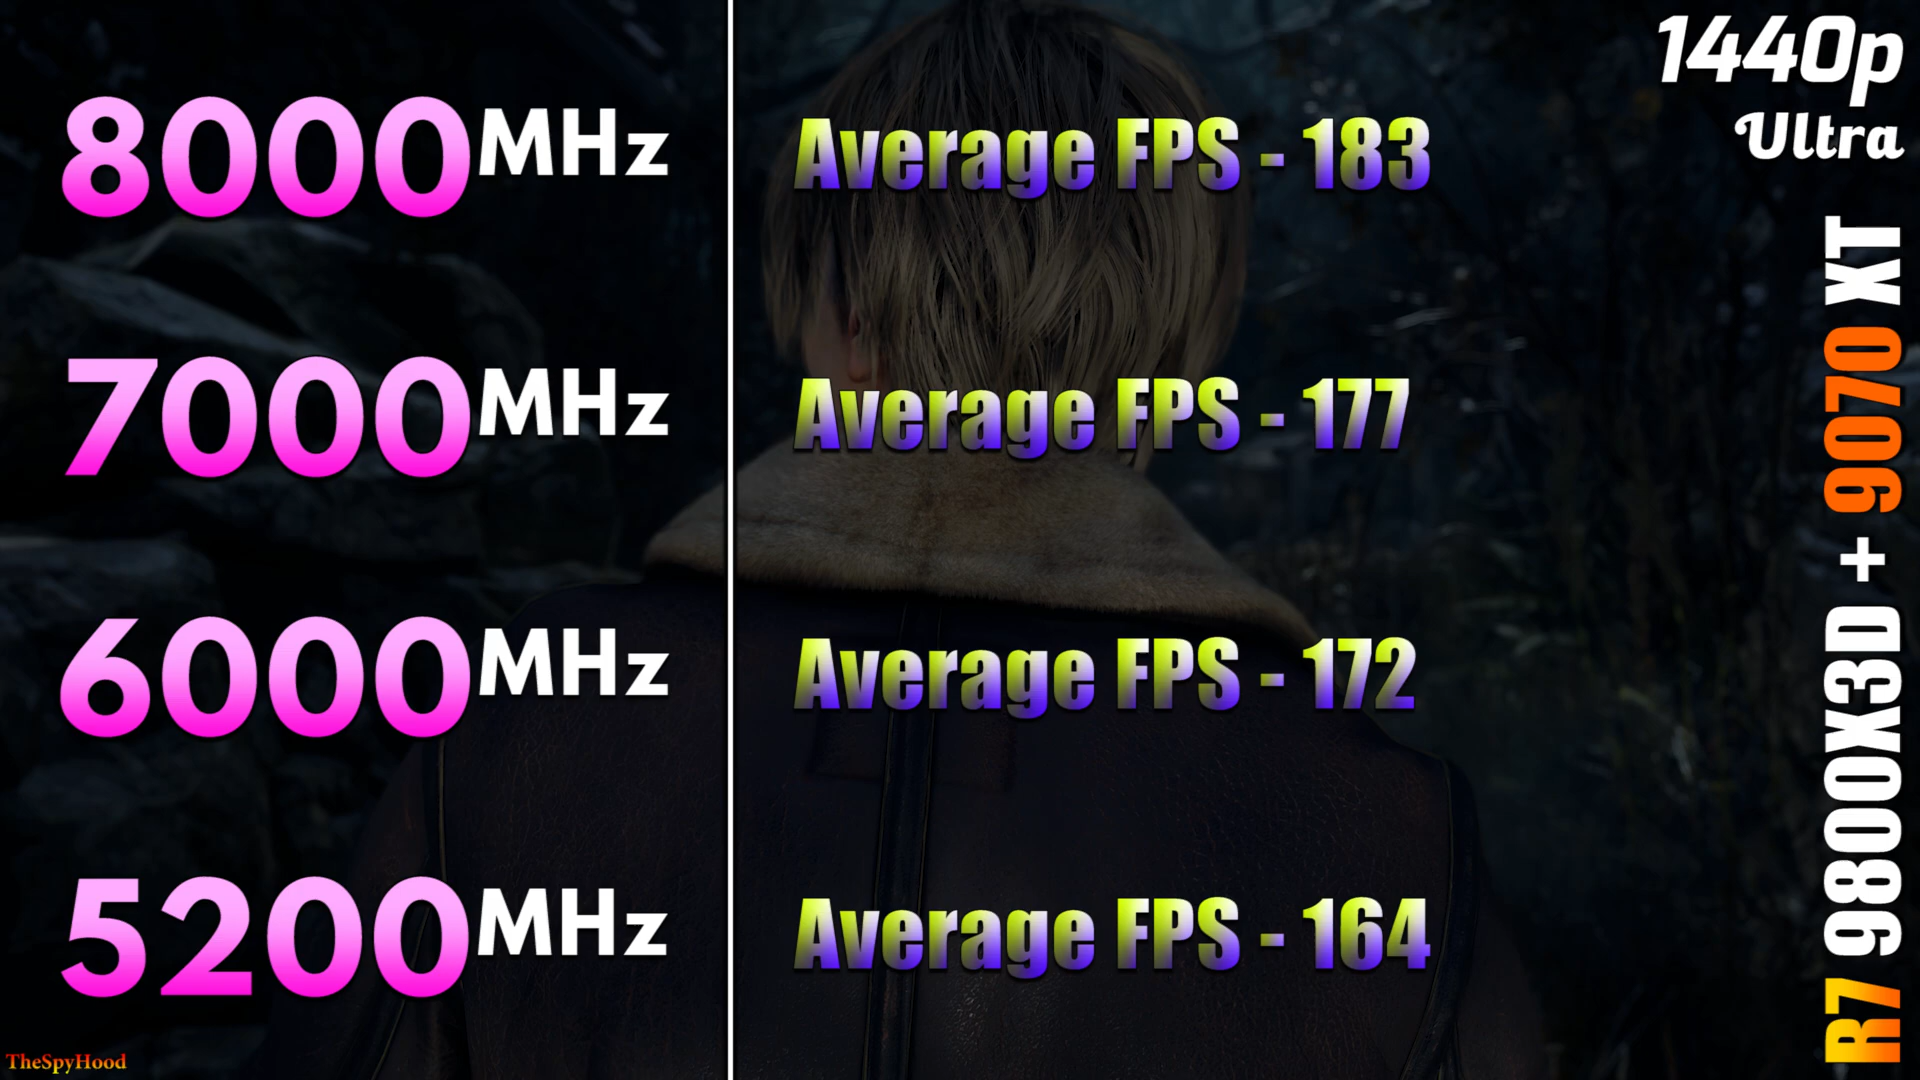 1440p
Ultra
8000MHz Average FPS - 183
7000MHz Average FPS - 177
6000MHz Average FPS - 172
5200MHz Average FPS - 164
R7 9800X3D + 9070 XT
TheSpyHood